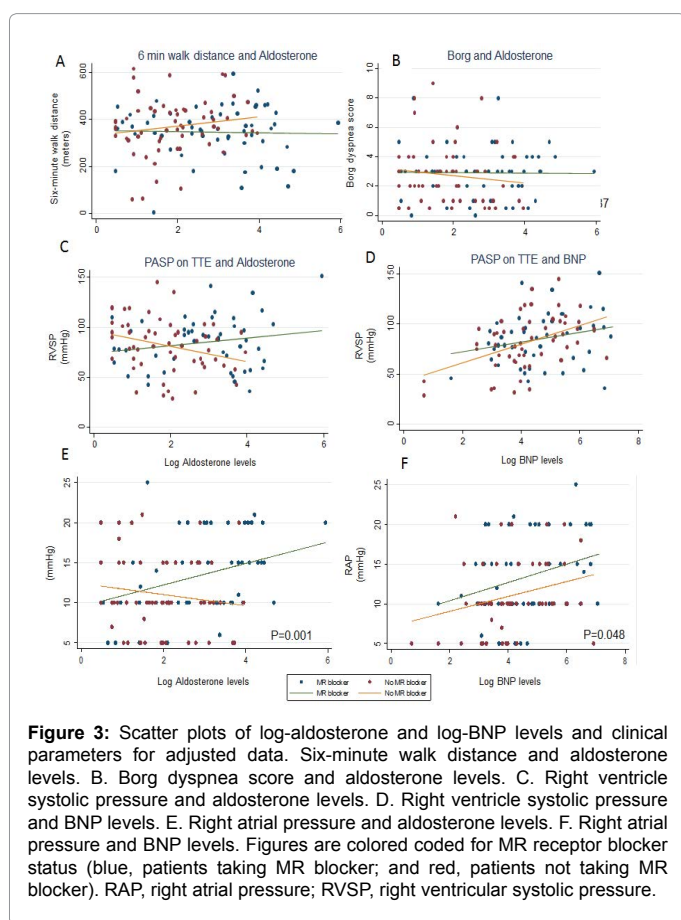 A
6 min walk distance and Aldosterone
B
Borg and Aldosterone
Six-minute walk distance
(meters)
600
400
200
0
0
2
4
6
Borg dyspnea score
10
8
6
4
2
0
0
2
4
6
37
C
PASP on TTE and Aldosterone
D
PASP on TTE and BNP
RVSP
(mmHg)
150
100
50
0
0
1
2
3
4
5
6
Log Aldosterone levels
RVSP
(mmHg)
150
100
50
0
0
2
4
6
8
Log BNP levels
E
(mmHg)
25
20
15
10
5
0
1
2
3
4
5
6
P=0.001
Log Aldosterone levels
F
RAP
(mmHg)
25
20
15
10
5
0
2
4
6
8
P=0.048
Log BNP levels
MR blocker
No MR blocker
MR blocker
No MR blocker
Figure 3: Scatter plots of log-aldosterone and log-BNP levels and clinical
parameters for adjusted data. Six-minute walk distance and aldosterone
levels. B. Borg dyspnea score and aldosterone levels. C. Right ventricle
systolic pressure and aldosterone levels. D. Right ventricle systolic pressure
and BNP levels. E. Right atrial pressure and aldosterone levels. F. Right atrial
pressure and BNP levels. Figures are colored coded for MR receptor blocker
status (blue, patients taking MR blocker; and red, patients not taking MR
blocker). RAP, right atrial pressure; RVSP, right ventricular systolic pressure.